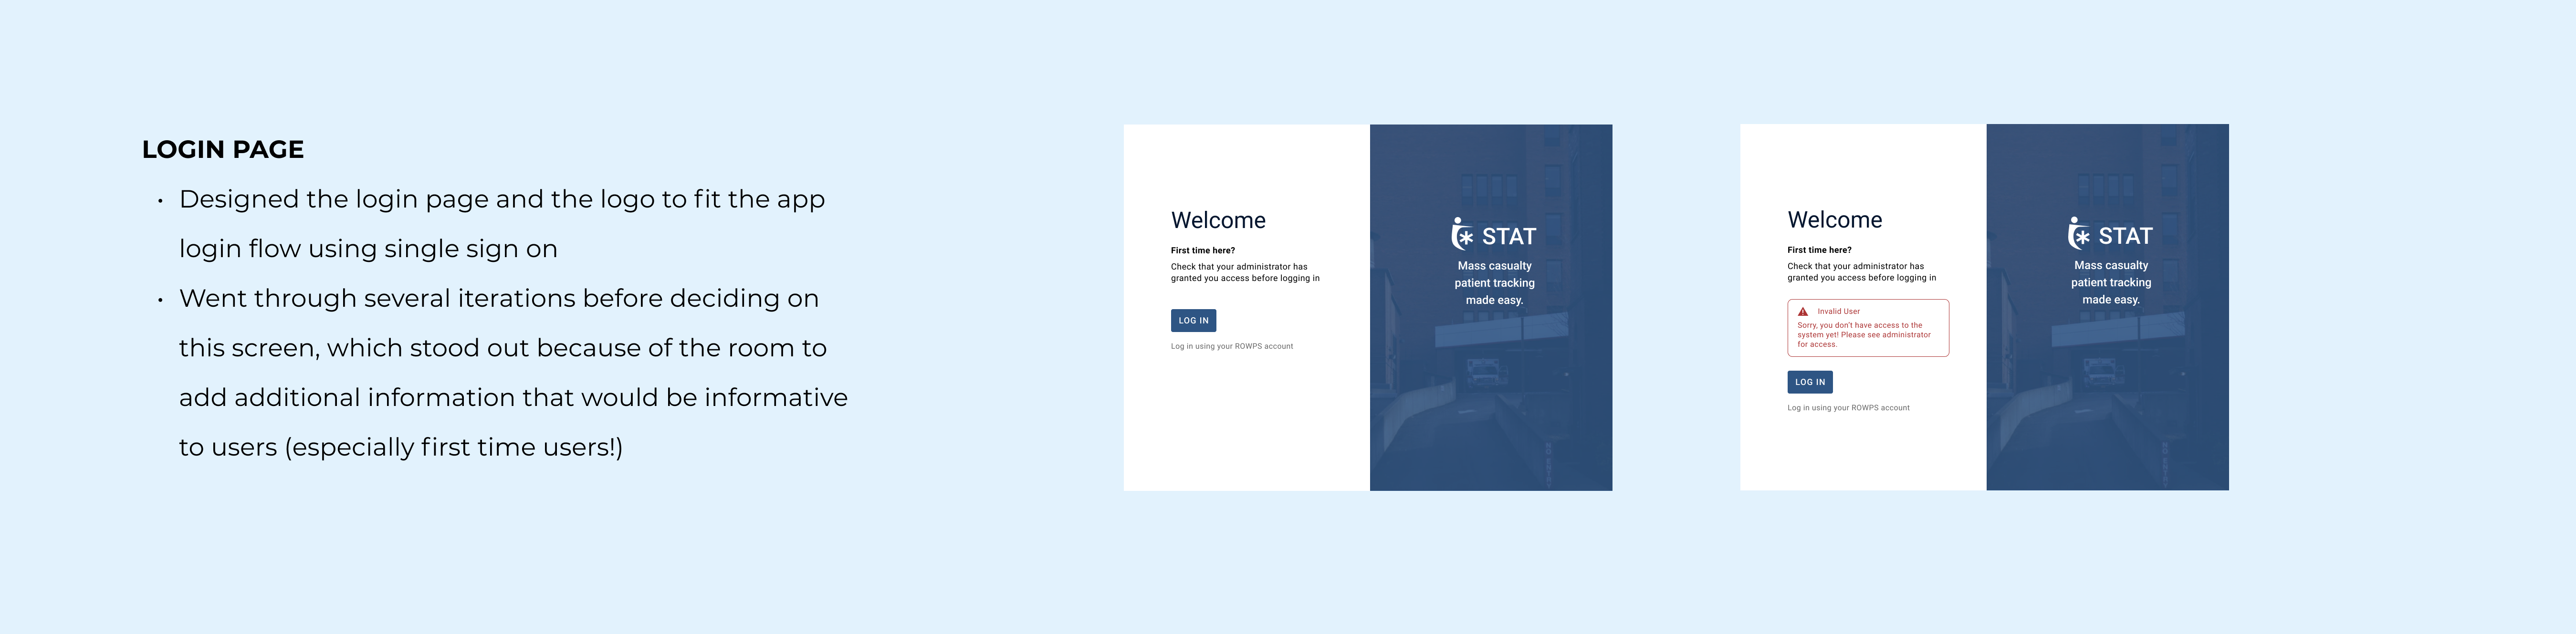 LOGIN PAGE
• Designed the login page and the logo to fit the app
login flow using single sign on
• Went through several iterations before deciding on
this screen, which stood out because of the room to
add additional information that would be informative
to users (especially first time users!)
Welcome
First time here?
Check that your administrator has
granted you access before logging in
LOG IN
Log in using your ROWPS account
STAT
Mass casualty
patient tracking
made easy.
Welcome
First time here?
Check that your administrator has
granted you access before logging in
Invalid User
Sorry, you don't have access to the
system yet! Please see administrator
for access.
LOG IN
Log in using your ROWPS account
STAT
Mass casualty
patient tracking
made easy.